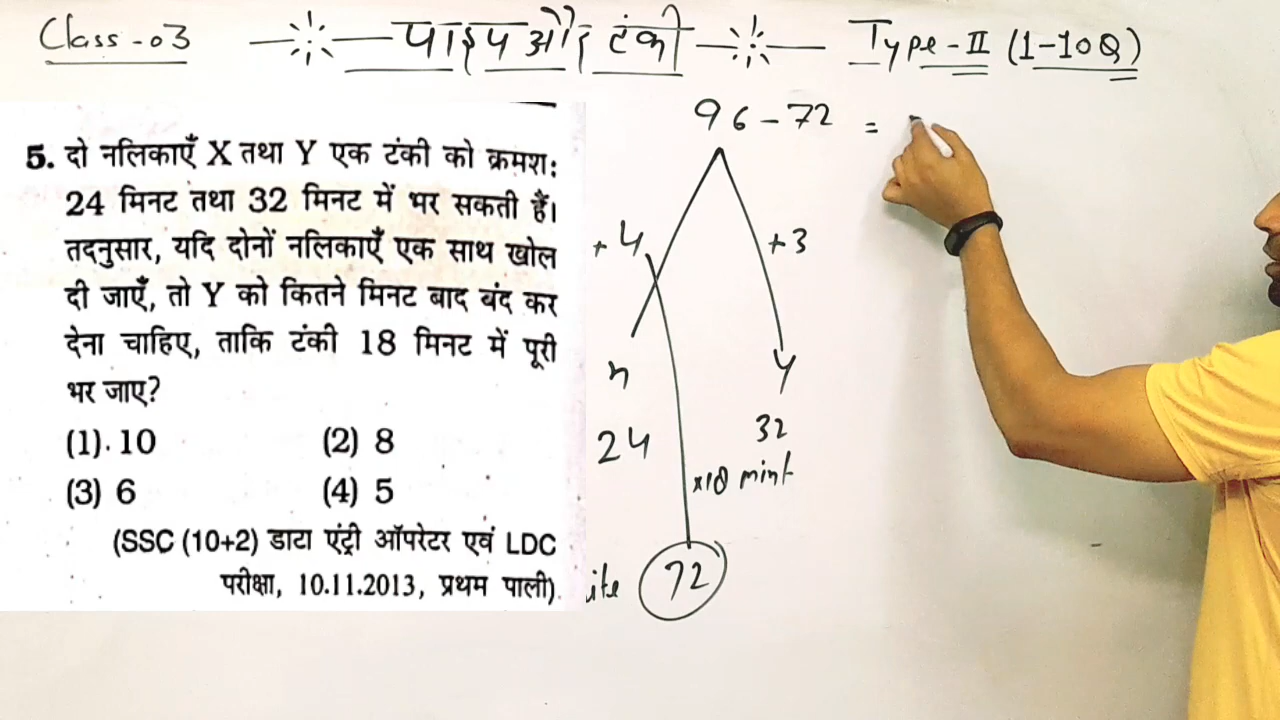 Class-03 पाइप और टंकी Type-II (1-10Q)
5. दो नलिकाएँ X तथा Y एक टंकी को क्रमश:
24 मिनट तथा 32 मिनट में भर सकती हैं।
तदनुसार, यदि दोनों नलिकाएँ एक साथ खोल
दी जाएँ, तो Y को कितने मिनट बाद बंद कर
देना चाहिए, ताकि टंकी 18 मिनट में पूरी
भर जाए?
(1). 10 (2) 8
(3) 6 (4) 5
(SSC (10+2) डाटा एंट्री ऑपरेटर एवं LDC
परीक्षा, 10.11.2013, प्रथम पाली)
96-72 =
+4 +3
x y
24 32
x18 mint
72